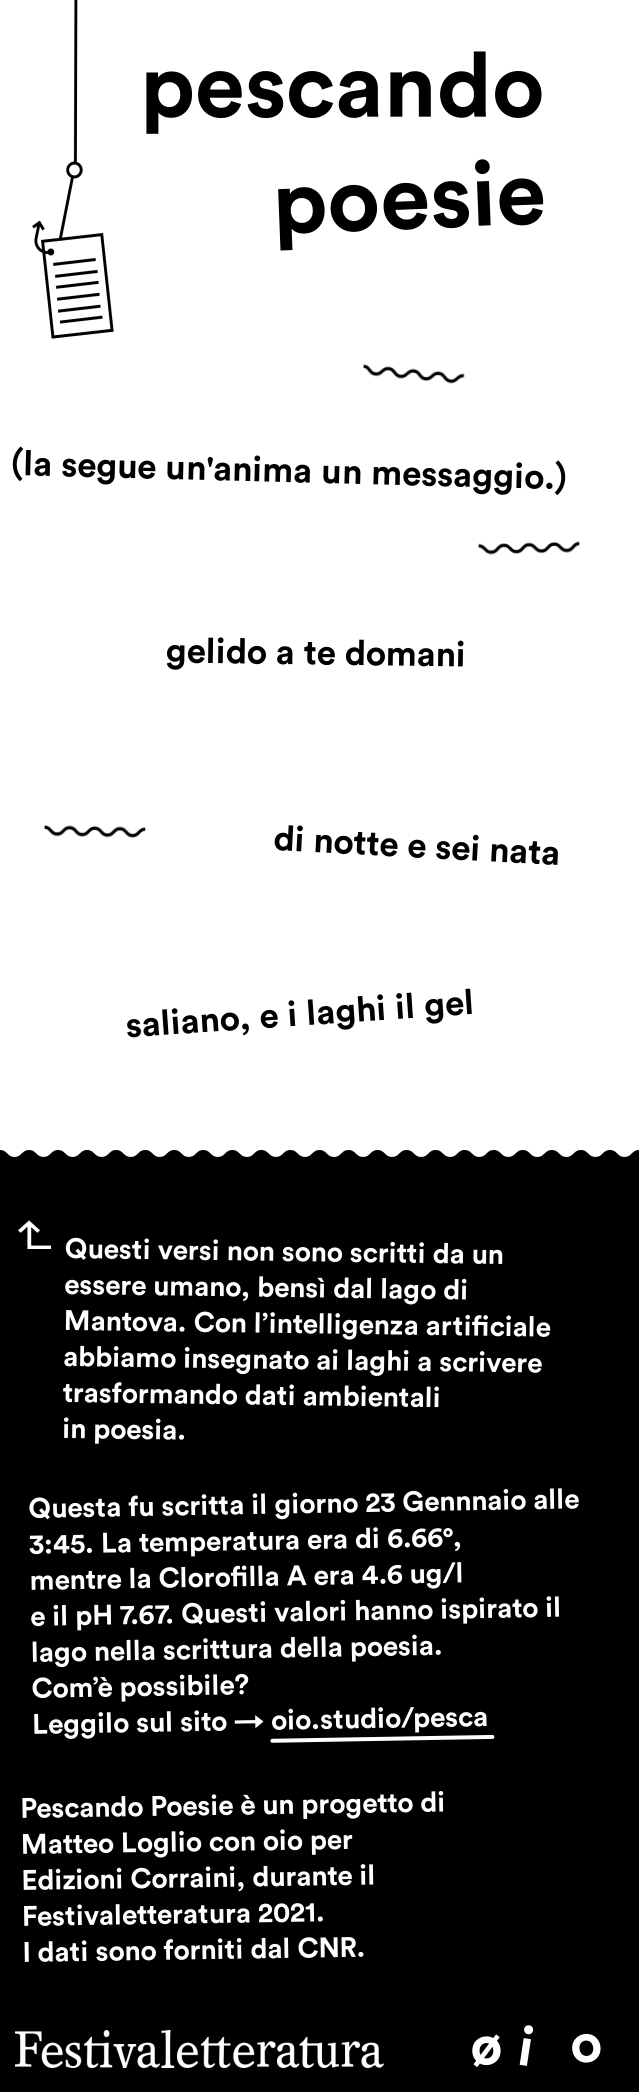 pescando
poesie
(la segue un'anima un messaggio.)
gelido a te domani
di notte e sei nata
saliano, e i laghi il gel
Questi versi non sono scritti da un
essere umano, bensì dal lago di
Mantova. Con l’intelligenza artificiale
abbiamo insegnato ai laghi a scrivere
trasformando dati ambientali
in poesia.
Questa fu scritta il giorno 23 Gennnaio alle
3:45. La temperatura era di 6.66°,
mentre la Clorofilla A era 4.6 ug/l
e il pH 7.67. Questi valori hanno ispirato il
lago nella scrittura della poesia.
Com’è possibile?
Leggilo sul sito → oio.studio/pesca
Pescando Poesie è un progetto di
Matteo Loglio con oio per
Edizioni Corraini, durante il
Festivaletteratura 2021.
I dati sono forniti dal CNR.
Festivaletteratura ø i o